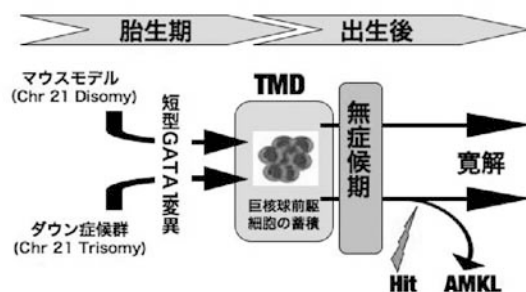 胎生期
出生後
マウスモデル
(Chr 21 Disomy)
短型GATA1変異
TMD
巨核球前駆
細胞の蓄積
無症候期
寛解
ダウン症候群
(Chr 21 Trisomy)
Hit
AMKL